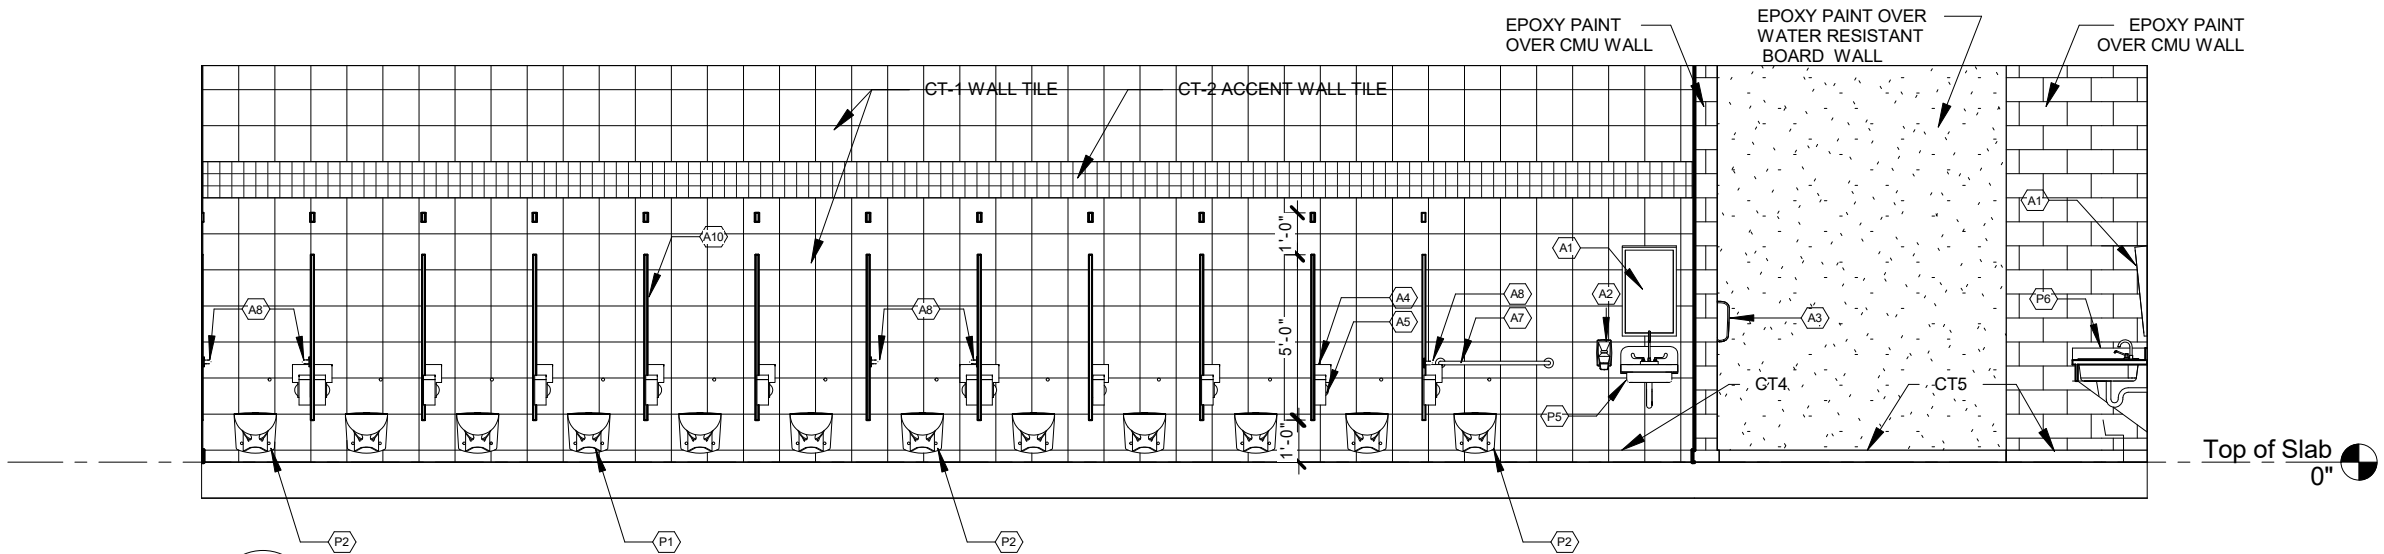 EPOXY PAINT
OVER CMU WALL
EPOXY PAINT OVER
WATER RESISTANT
BOARD WALL
EPOXY PAINT
OVER CMU WALL
CT-1 WALL TILE
CT-2 ACCENT WALL TILE
A1
1'-0"
A10
A1
A8
A8
A4
A8
A2
P6
A5
A7
A3
5'-0"
CT4
CT5
P5
1'-0"
Top of Slab
0"
P2
P1
P2
P2